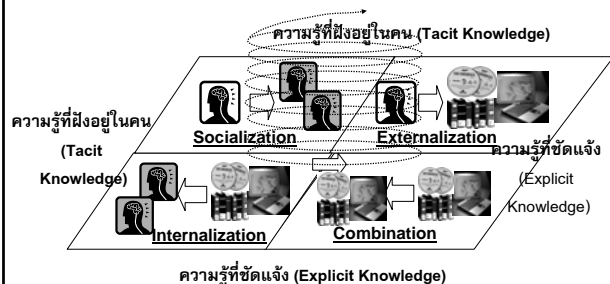 ความรู้ที่ฝังอยู่ในคน (Tacit Knowledge)
ความรู้ที่ฝังอยู่ในคน
(Tacit
Knowledge)
Socialization
Externalization
ความรู้ที่ชัดแจ้ง
(Explicit
Knowledge)
Internalization
Combination
ความรู้ที่ชัดแจ้ง (Explicit Knowledge)